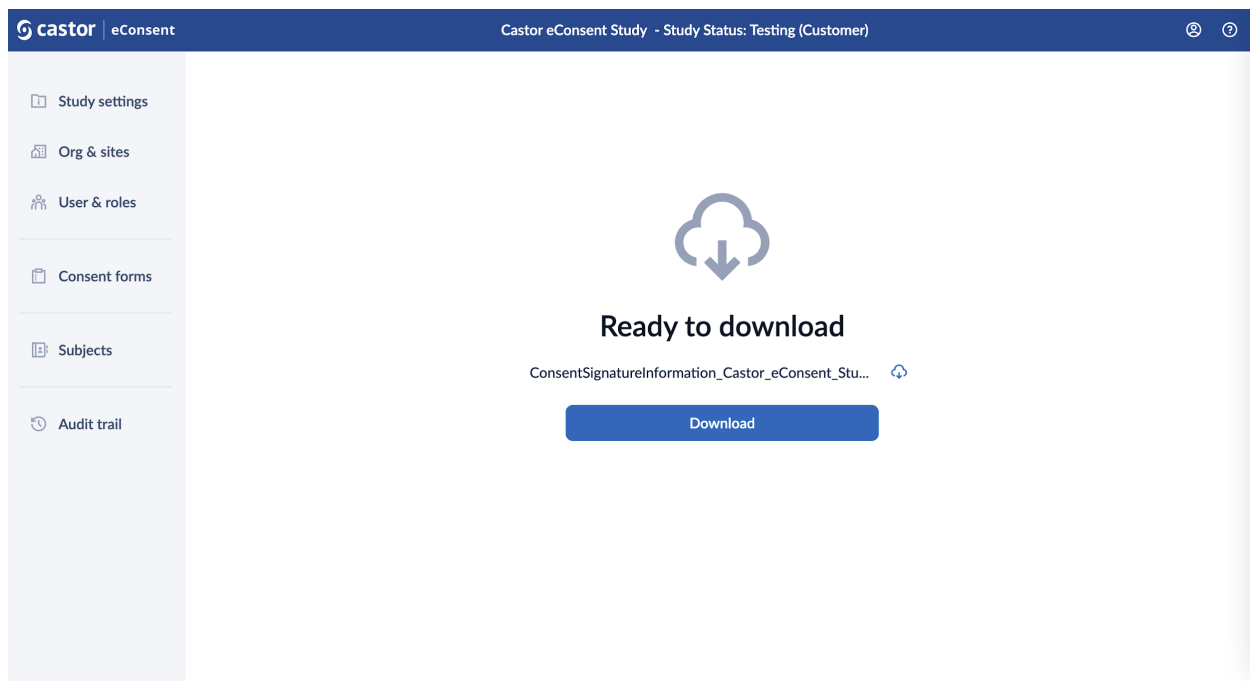 castor eConsent
Castor eConsent Study - Study Status: Testing (Customer)
Study settings
Org & sites
User & roles
Consent forms
Subjects
Audit trail
Ready to download
ConsentSignatureInformation_Castor_eConsent_Stu...
Download